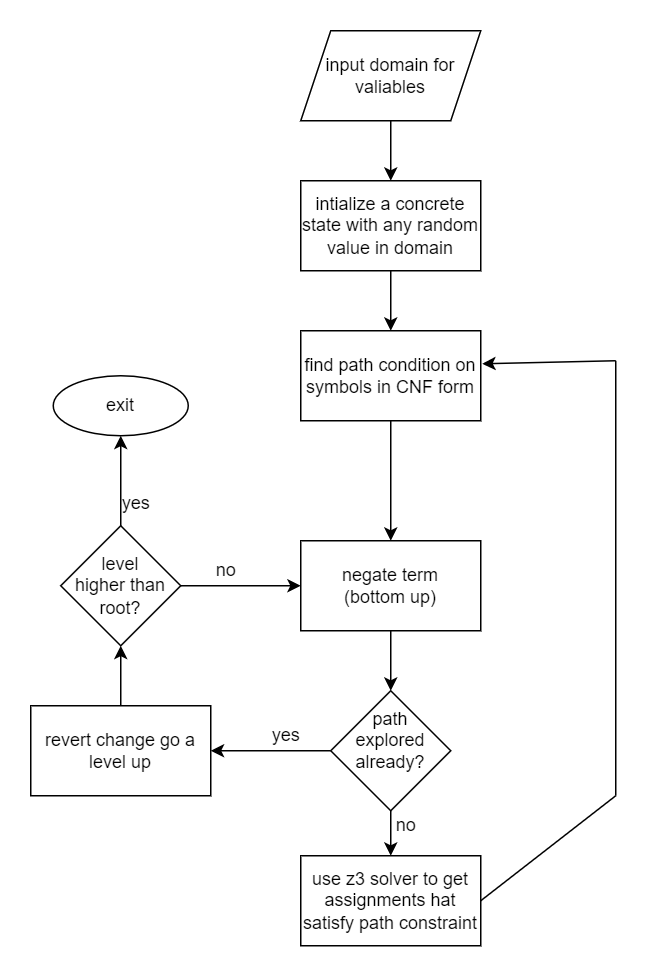 input domain for
valiables
intialize a concrete
state with any random
value in domain
find path condition on
symbols in CNF form
exit
yes
level
higher than
root?
no
negate term
(bottom up)
path
explored
already?
yes
revert change go a
level up
no
use z3 solver to get
assignments hat
satisfy path constraint